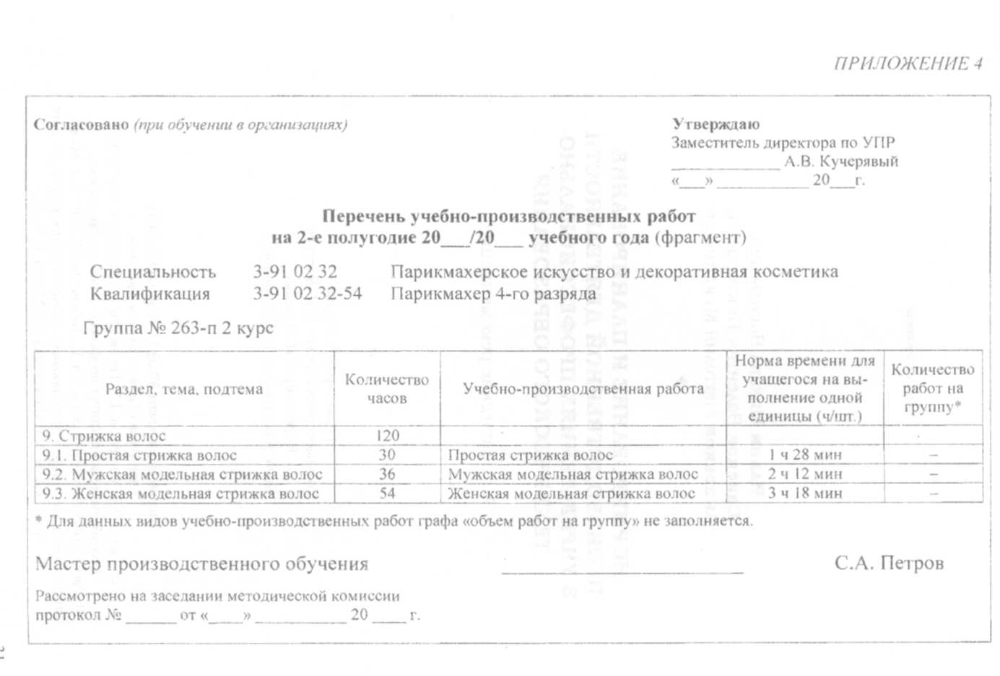 ПРИЛОЖЕНИЕ 4
Согласовано (при обучении в организациях)
Утверждаю
Заместитель директора по УПР
______________ А.В. Кучерявый
«___» ____________ 20___г.
Перечень учебно-производственных работ
на 2-е полугодие 20___/20___ учебного года (фрагмент)
Специальность 3-91 02 32 Парикмахерское искусство и декоративная косметика
Квалификация 3-91 02 32-54 Парикмахер 4-го разряда
Группа № 263-п 2 курс
Раздел, тема, подтема
Количество
часов
Учебно-производственная работа
Норма времени для
учащегося на вы-
полнение одной
единицы (ч/шт.)
Количество
работ на
группу*
9. Стрижка волос 120
9.1. Простая стрижка волос 30 Простая стрижка волос 1 ч 28 мин –
9.2. Мужская модельная стрижка волос 36 Мужская модельная стрижка волос 2 ч 12 мин –
9.3. Женская модельная стрижка волос 54 Женская модельная стрижка волос 3 ч 18 мин –
* Для данных видов учебно-производственных работ графа «объем работ на группу» не заполняется.
Мастер производственного обучения ______________ С.А. Петров
Рассмотрено на заседании методической комиссии
протокол № ______ от «____» ___________ 20 ____ г.